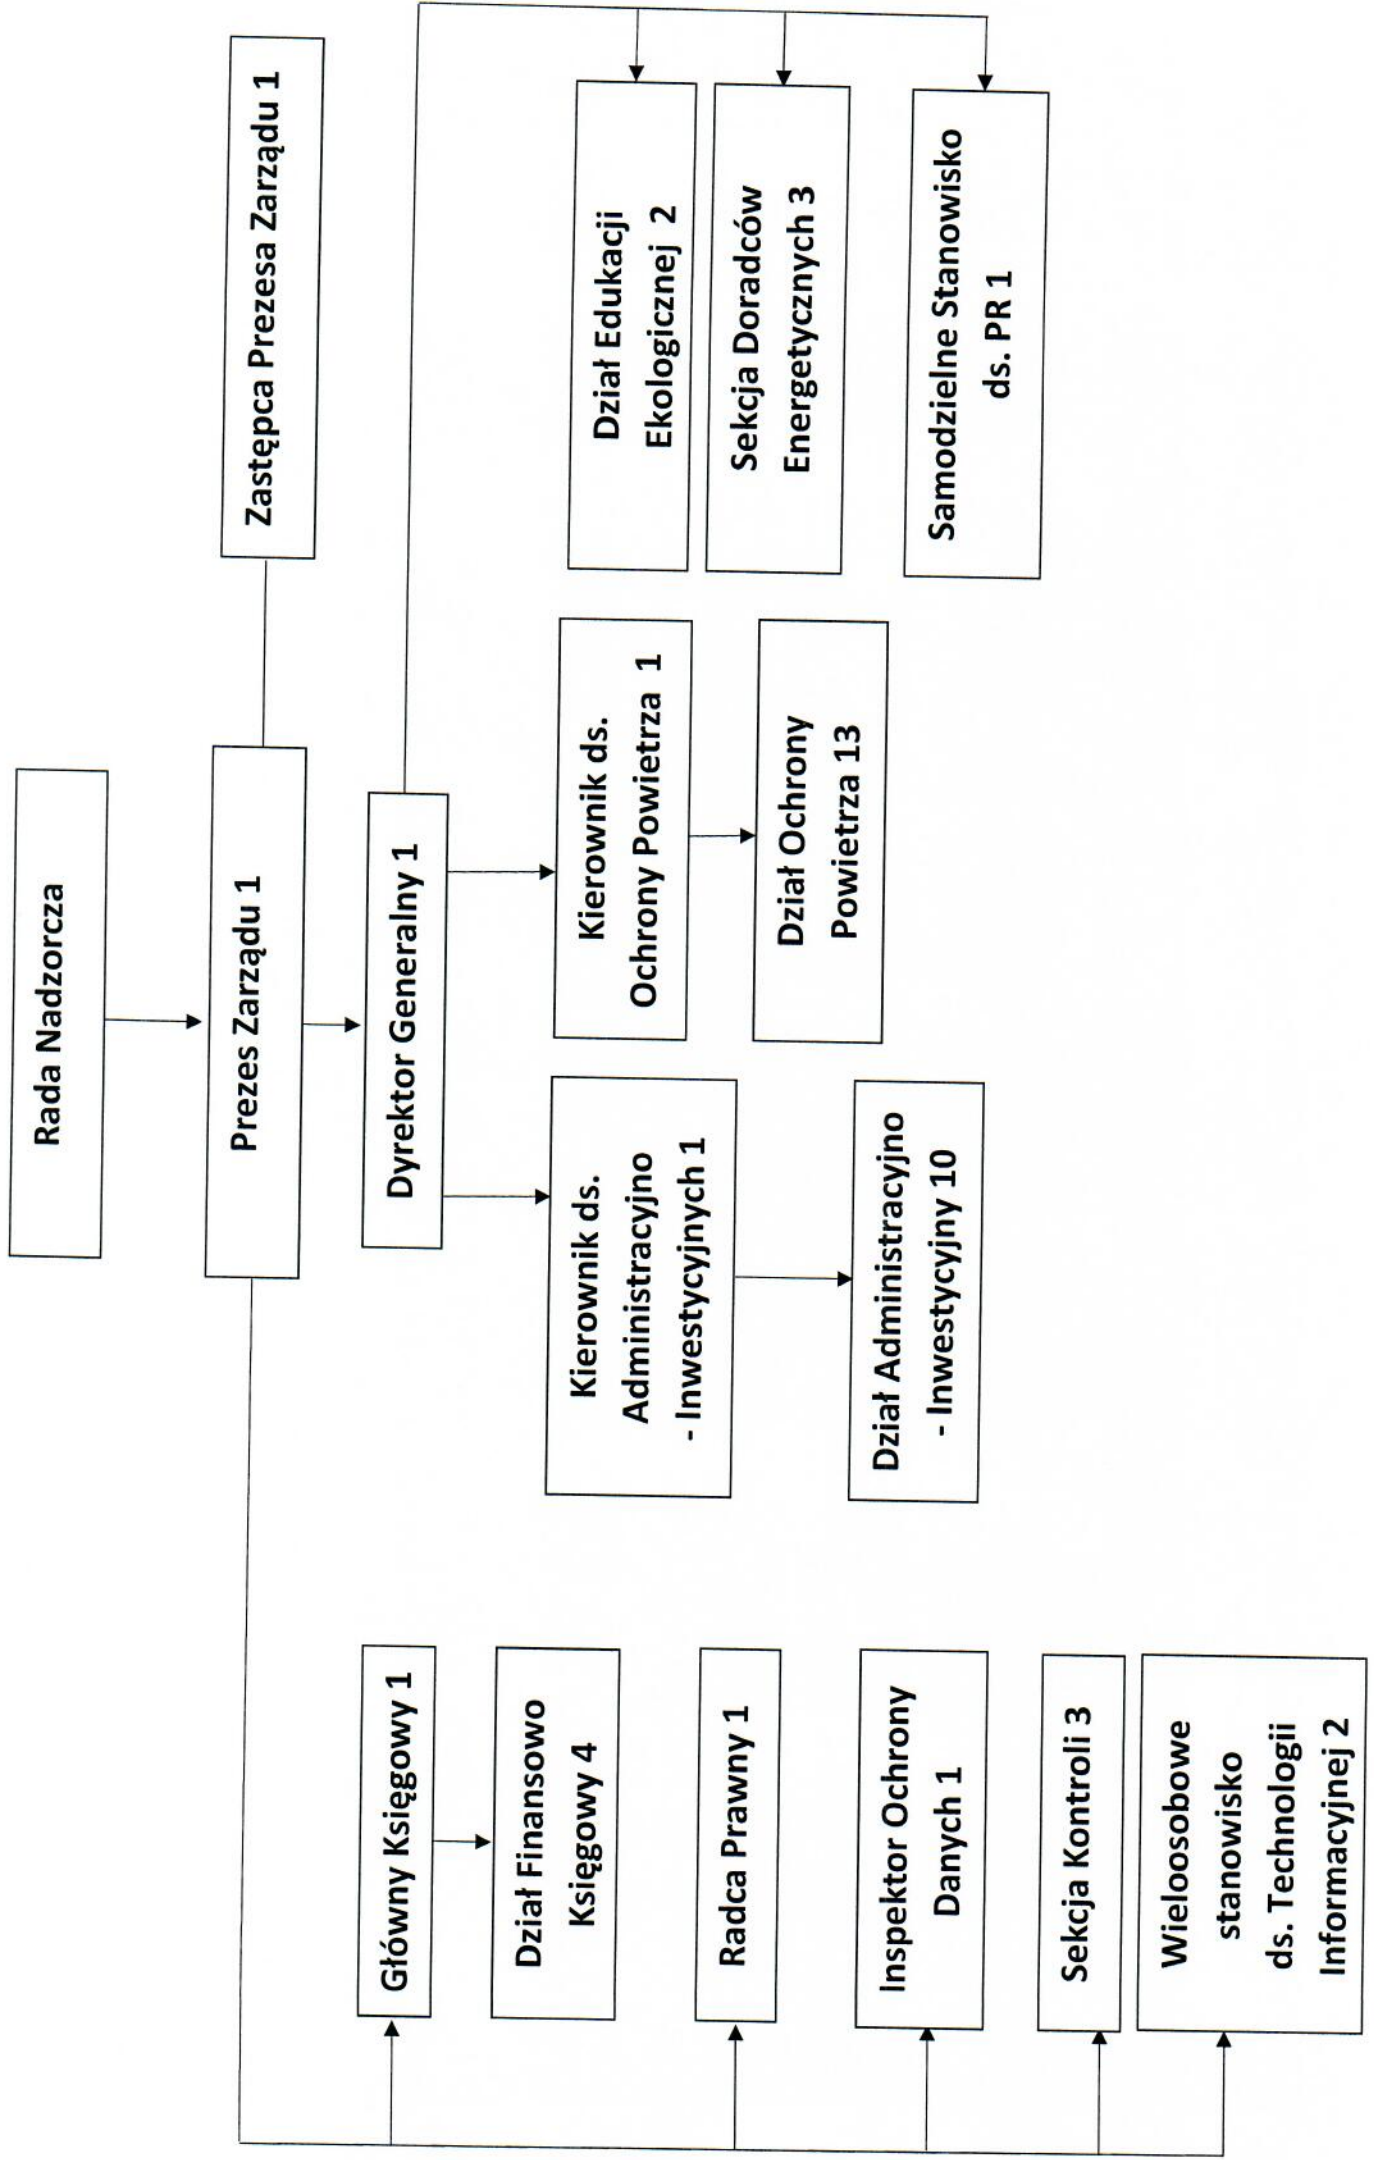 Rada Nadzorcza
Prezes Zarządu 1
Zastępca Prezesa Zarządu 1
Dyrektor Generalny 1
Główny Księgowy 1
Dział Finansowo
Księgowy 4
Radca Prawny 1
Inspektor Ochrony
Danych 1
Sekcja Kontroli 3
Wieloosobowe
stanowisko
ds. Technologii
Informacyjnej 2
Kierownik ds.
Administracyjno
- Inwestycyjnych 1
Dział Administracyjno
- Inwestycyjny 10
Kierownik ds.
Ochrony Powietrza 1
Dział Ochrony
Powietrza 13
Dział Edukacji
Ekologicznej 2
Sekcja Doradców
Energetycznych 3
Samodzielne Stanowisko
ds. PR 1